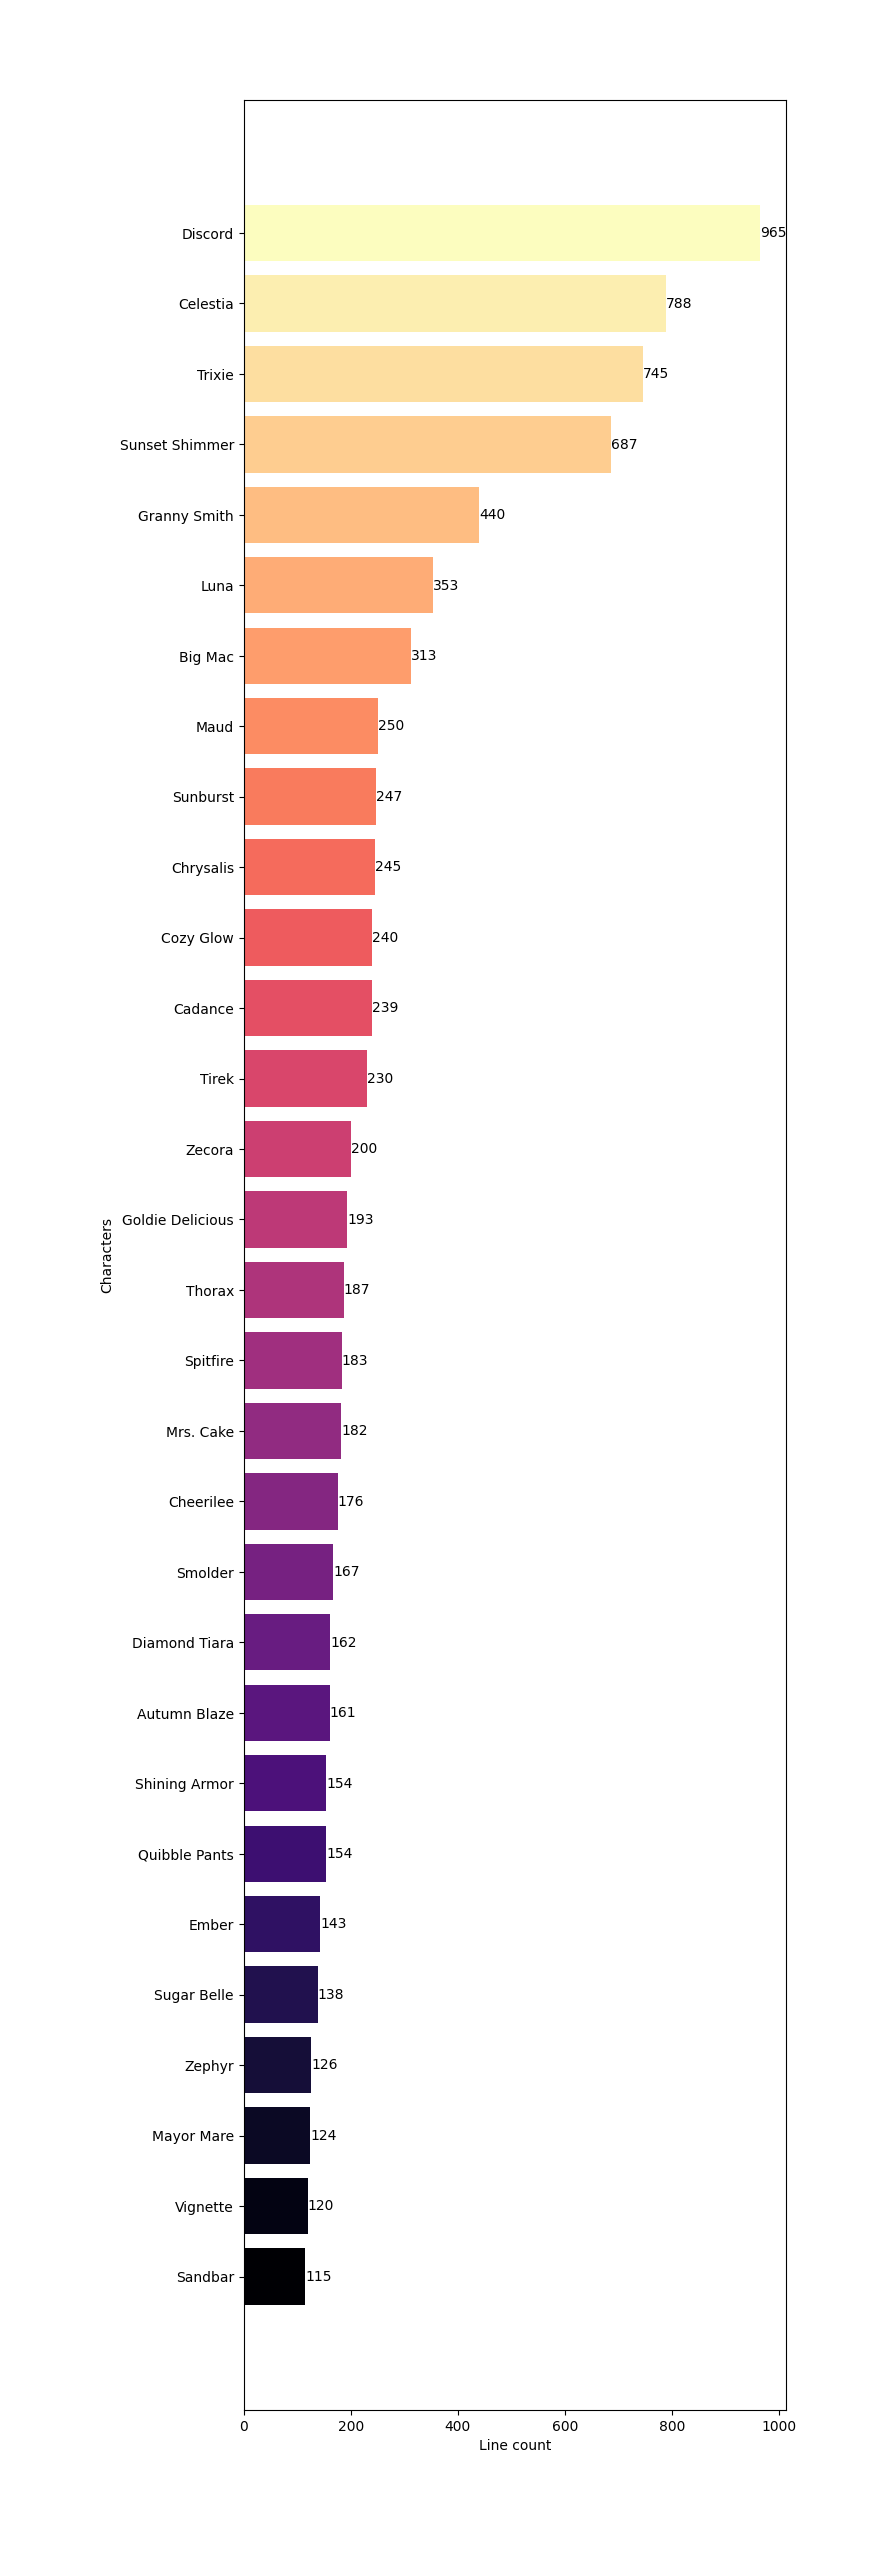 Discord 965
Celestia 788
Trixie 745
Sunset Shimmer 687
Granny Smith 440
Luna 353
Big Mac 313
Maud 250
Sunburst 247
Chrysalis 245
Cozy Glow 240
Cadance 239
Tirek 230
Zecora 200
Goldie Delicious 193
Thorax 187
Spitfire 183
Mrs. Cake 182
Cheerilee 176
Smolder 167
Diamond Tiara 162
Autumn Blaze 161
Shining Armor 154
Quibble Pants 154
Ember 143
Sugar Belle 138
Zephyr 126
Mayor Mare 124
Vignette 120
Sandbar 115
Characters
0 200 400 600 800 1000
Line count